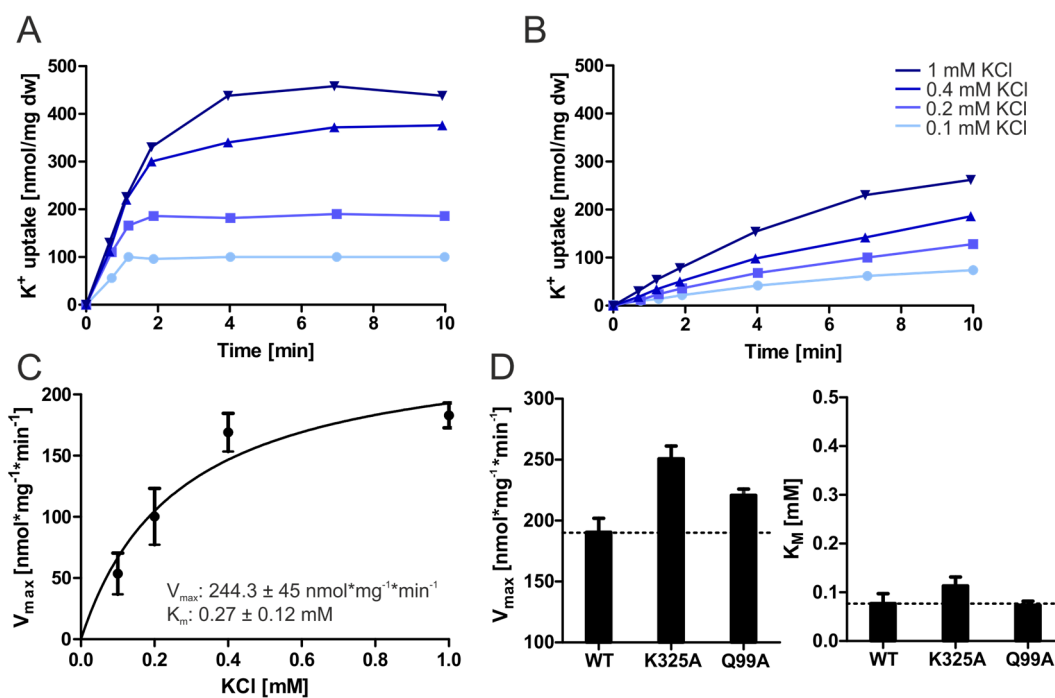 A
K⁺ uptake [nmol/mg dw]
500
400
300
200
100
0
0 2 4 6 8 10
Time [min]
B
K⁺ uptake [nmol/mg dw]
500
400
300
200
100
0
0 2 4 6 8 10
Time [min]
1 mM KCl
0.4 mM KCl
0.2 mM KCl
0.1 mM KCl
C
Vmax [nmol*mg⁻¹*min⁻¹]
200
150
100
50
0
0.0 0.2 0.4 0.6 0.8 1.0
KCl [mM]
Vmax: 244.3 ± 45 nmol*mg⁻¹*min⁻¹
Km: 0.27 ± 0.12 mM
D
Vmax [nmol*mg⁻¹*min⁻¹]
300
250
200
150
100
WT K325A Q99A
KM [mM]
0.5
0.4
0.3
0.2
0.1
0.0
WT K325A Q99A